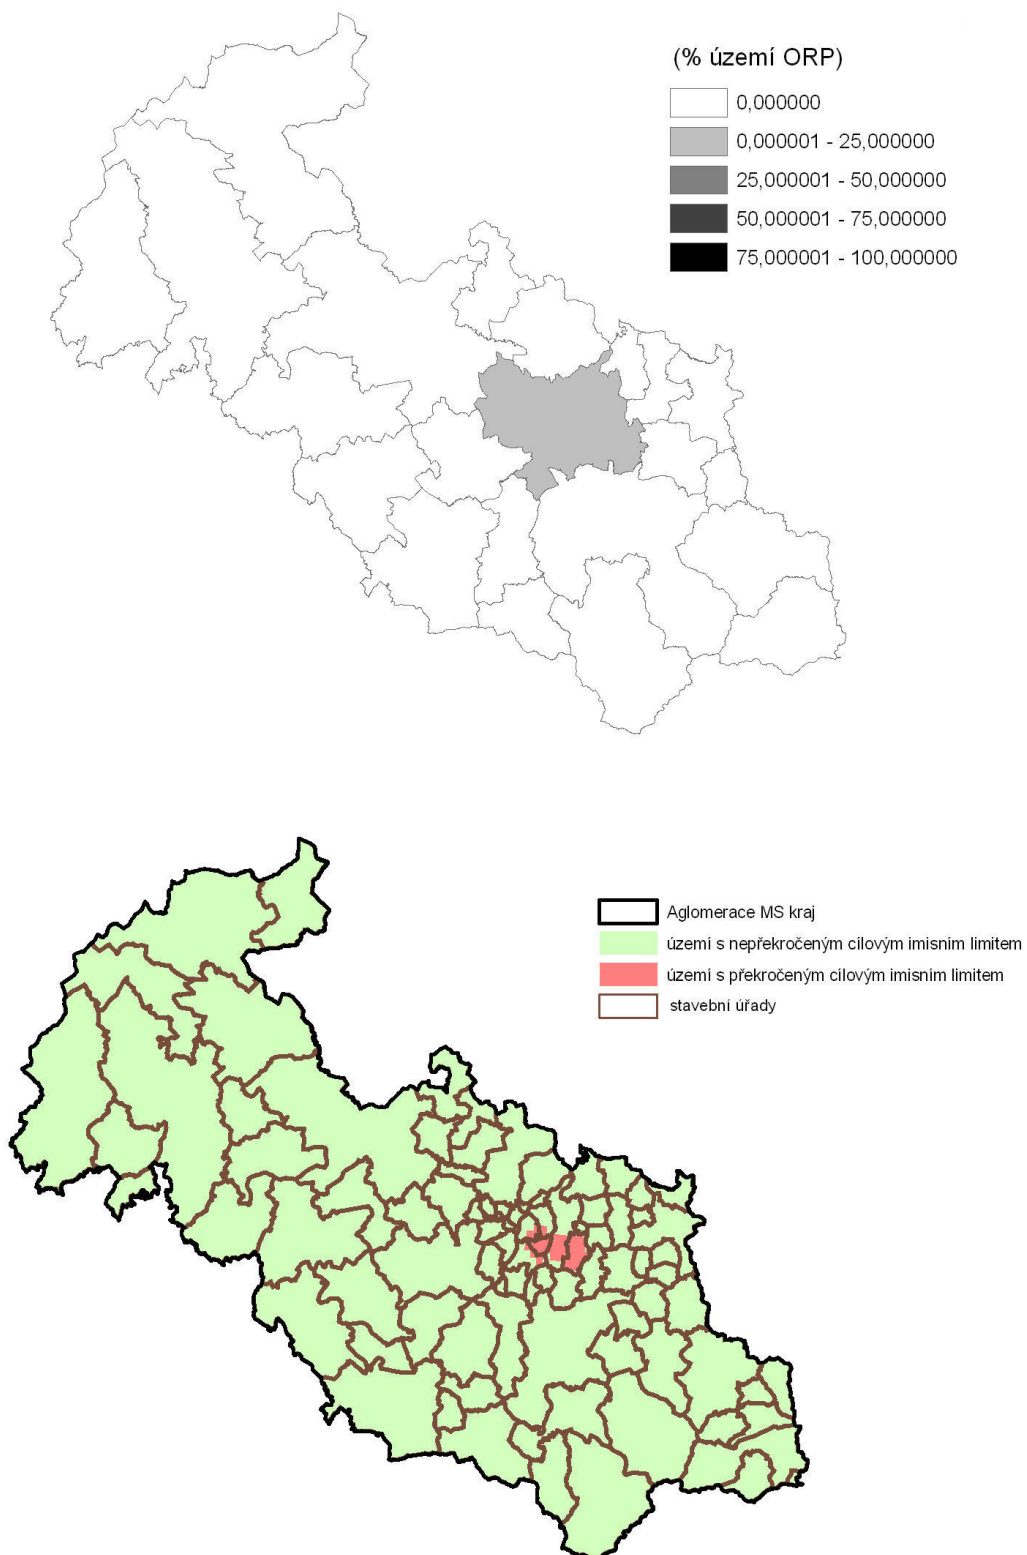 (% území ORP)
0,000000
0,000001 - 25,000000
25,000001 - 50,000000
50,000001 - 75,000000
75,000001 - 100,000000
Aglomerace MS kraj
území s nepřekročeným cílovým imisním limitem
území s překročeným cílovým imisním limitem
stavební úřady